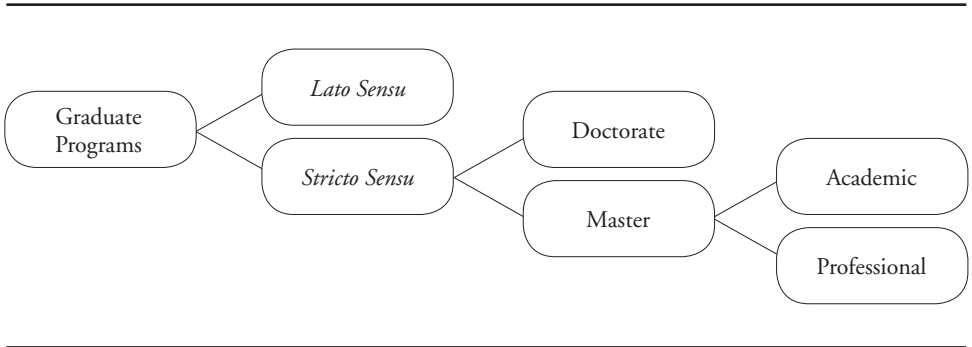 Graduate
Programs
Lato Sensu
Stricto Sensu
Doctorate
Master
Academic
Professional